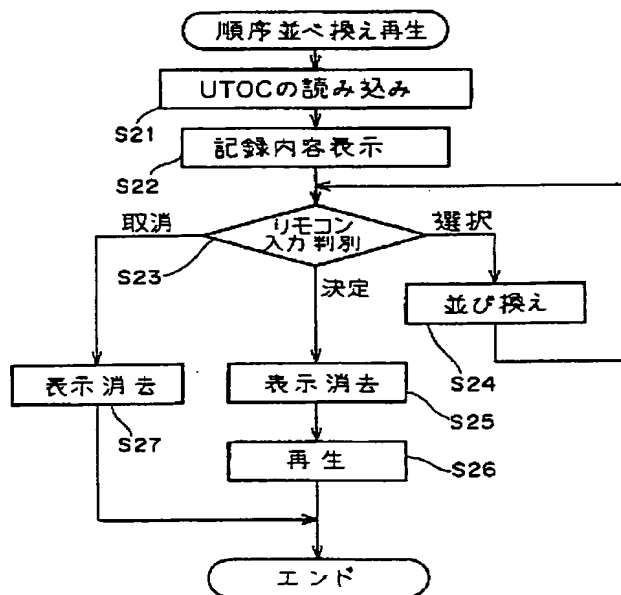 順序並べ換え再生
UTOCの読み込み
S21
記録内容表示
S22
取消
リモコン
入力判別
選択
S23
決定
並び換え
S24
表示消去
表示消去
S27
S25
再生
S26
エンド